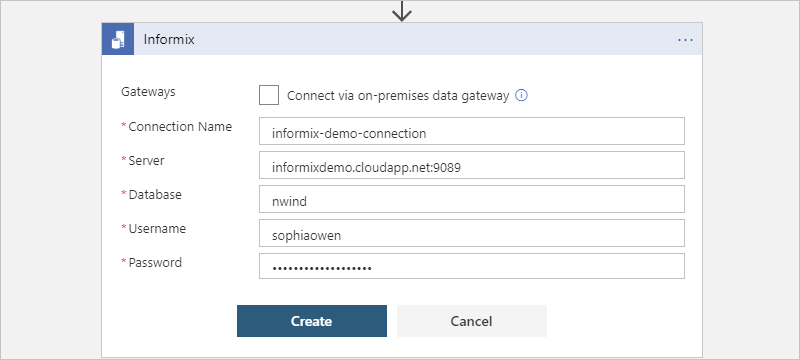 Informix
Gateways Connect via on-premises data gateway
*Connection Name informix-demo-connection
*Server informixdemo.cloudapp.net:9089
*Database nwind
*Username sophiaowen
*Password •••••••••••••••••••
Create Cancel